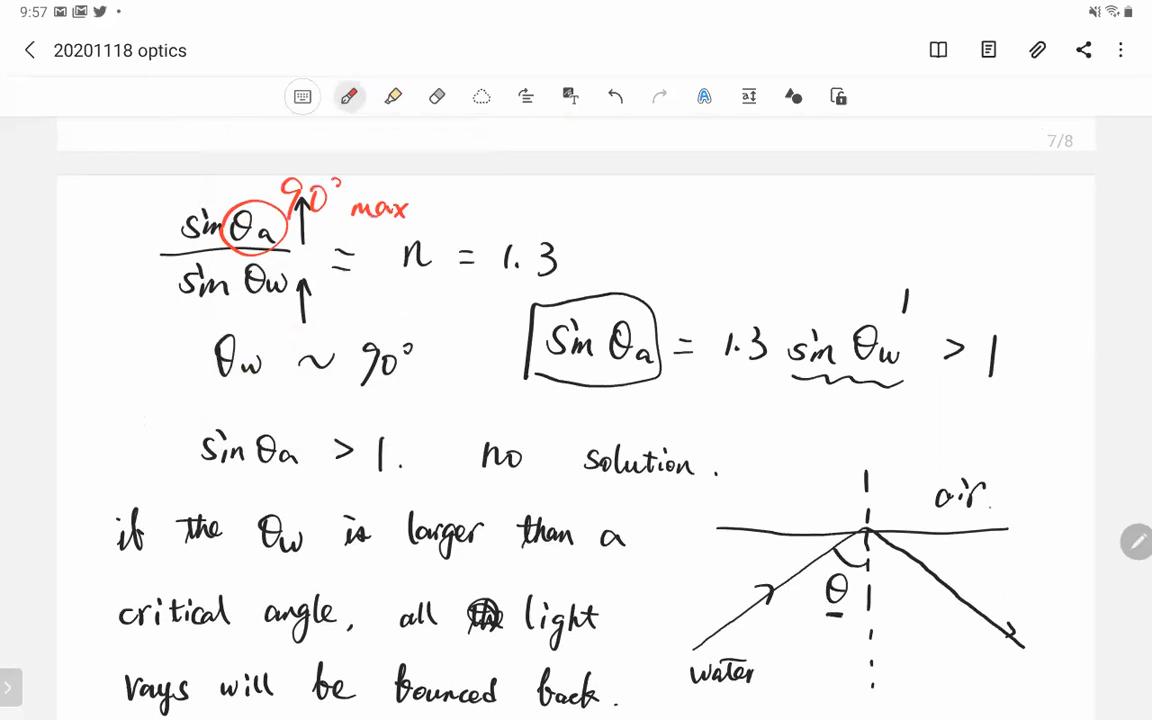 9:57
20201118 optics
7/8
90° max
sin θa / sin θw = n = 1.3
θw ~ 90°
sin θa = 1.3 sin θw > 1
1
sin θa > 1. no solution.
air.
if the θw is larger than a
critical angle, all light
θ
water
rays will be bounced back.